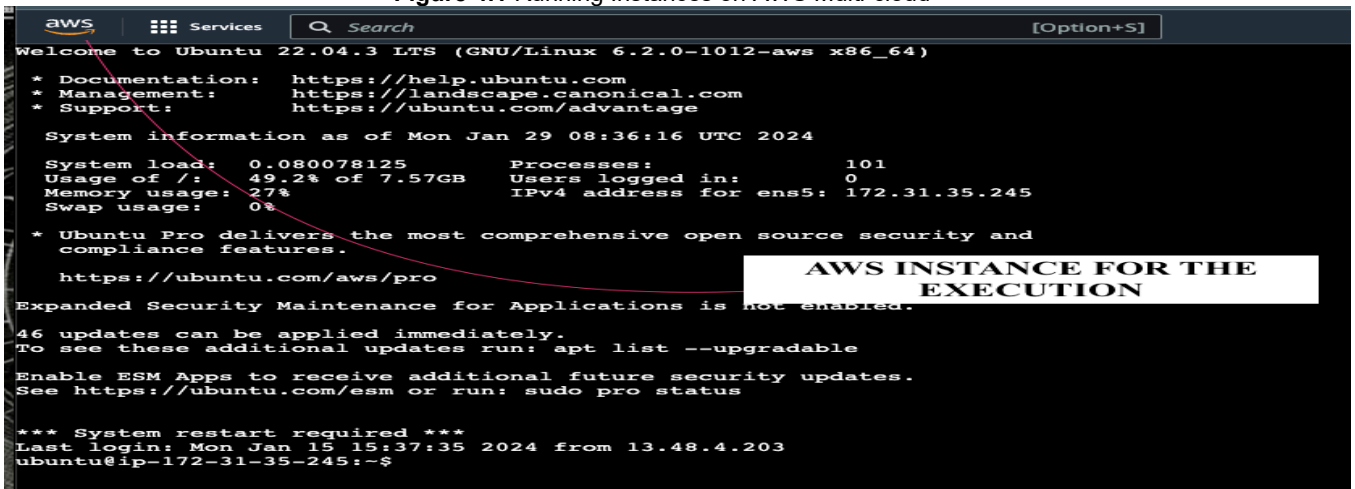 aws Services Search [Option+S]
Welcome to Ubuntu 22.04.3 LTS (GNU/Linux 6.2.0-1012-aws x86_64)
* Documentation: https://help.ubuntu.com
* Management: https://landscape.canonical.com
* Support: https://ubuntu.com/advantage
System information as of Mon Jan 29 08:36:16 UTC 2024
System load: 0.080078125 Processes: 101
Usage of /: 49.2% of 7.57GB Users logged in: 0
Memory usage: 27% IPv4 address for ens5: 172.31.35.245
Swap usage: 0%
* Ubuntu Pro delivers the most comprehensive open source security and
compliance features.
https://ubuntu.com/aws/pro
AWS INSTANCE FOR THE
EXECUTION
Expanded Security Maintenance for Applications is not enabled.
46 updates can be applied immediately.
To see these additional updates run: apt list --upgradable
Enable ESM Apps to receive additional future security updates.
See https://ubuntu.com/esm or run: sudo pro status
*** System restart required ***
Last login: Mon Jan 15 15:37:35 2024 from 13.48.4.203
ubuntu@ip-172-31-35-245:~$